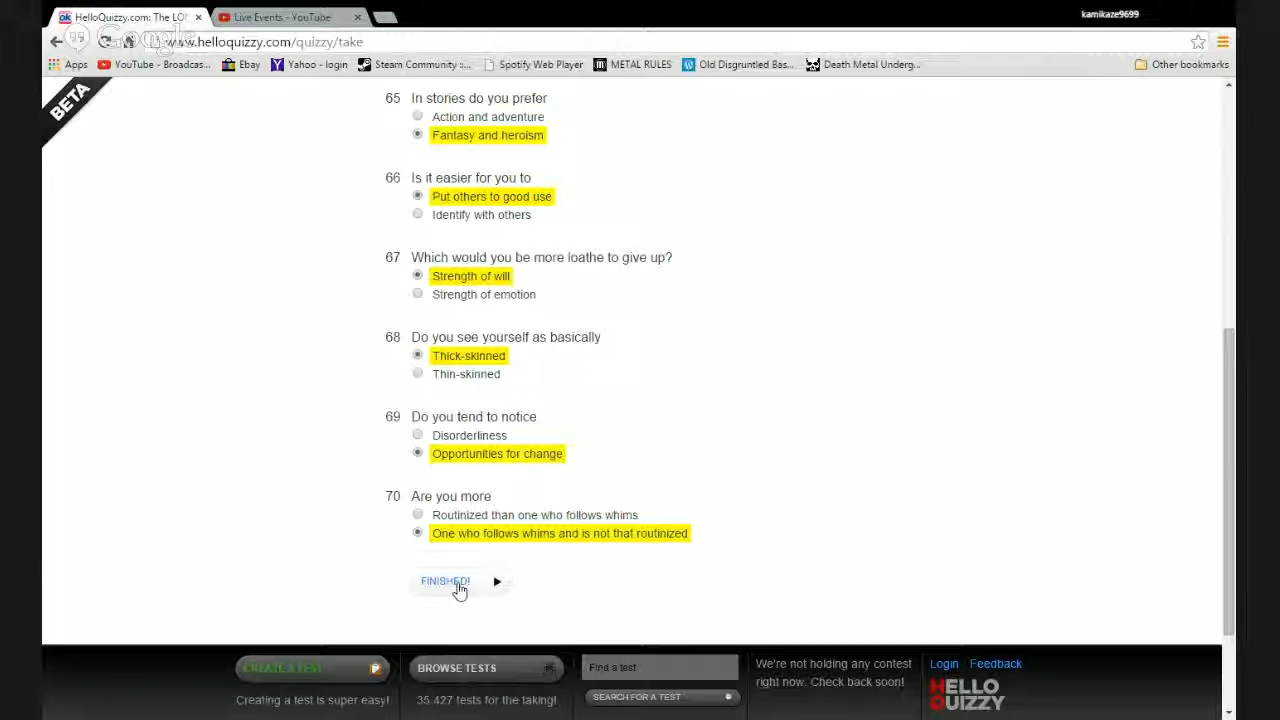 ok HelloQuizzy.com: The LO
Live Events - YouTube
kamikaze9699
Google
www.helloquizzy.com/quizzy/take
Apps
YouTube - Broadcas...
Ebay
Yahoo - login
Steam Community :...
Spotify Web Player
METAL RULES
Old Disgruntled Bas...
Death Metal Underg...
Other bookmarks
BETA
65 In stories do you prefer
Action and adventure
Fantasy and heroism
66 Is it easier for you to
Put others to good use
Identify with others
67 Which would you be more loathe to give up?
Strength of will
Strength of emotion
68 Do you see yourself as basically
Thick-skinned
Thin-skinned
69 Do you tend to notice
Disorderliness
Opportunities for change
70 Are you more
Routinized than one who follows whims
One who follows whims and is not that routinized
FINISHED!
CREATE A TEST
Creating a test is super easy!
BROWSE TESTS
35.427 tests for the taking!
Find a test
SEARCH FOR A TEST
We're not holding any contest
right now. Check back soon!
Login Feedback
HELLO
QUIZZY